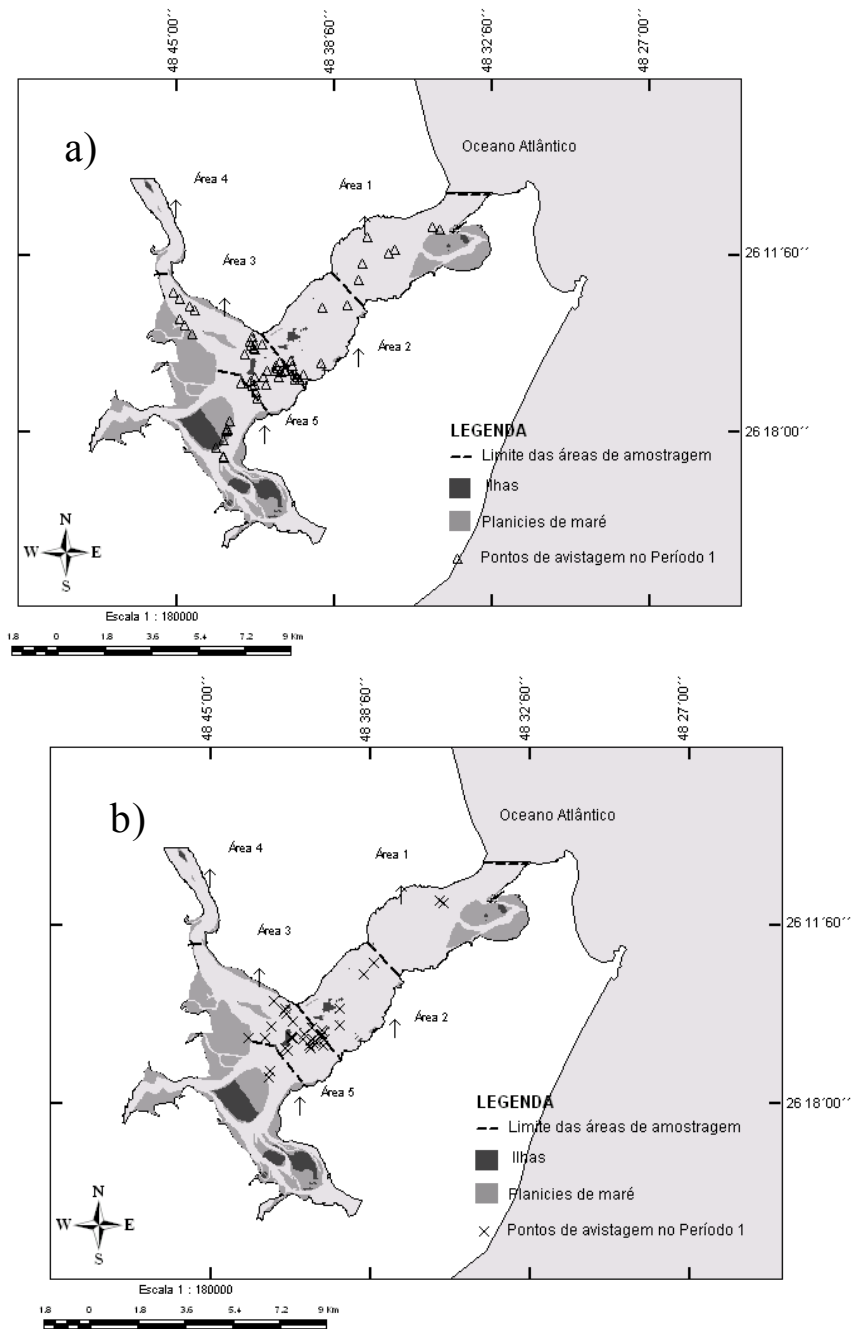 48 45´00´´
48 38´60´´
48 32´60´´
48 27´00´´
a)
Oceano Atlântico
Área 4
Área 1
26 11´60´´
Área 3
Área 2
Área 5
26 18´00´´
LEGENDA
Limite das áreas de amostragem
Ilhas
Planicies de maré
Pontos de avistagem no Período 1
N
W
E
S
Escala 1 : 180000
1.8 0 1.8 3.6 5.4 7.2 9 Km
48 45´00´´
48 38´60´´
48 32´60´´
48 27´00´´
b)
Oceano Atlântico
Área 4
Área 1
26 11´60´´
Área 3
Área 2
Área 5
26 18´00´´
LEGENDA
Limite das áreas de amostragem
Ilhas
Planicies de maré
Pontos de avistagem no Período 1
N
W
E
S
Escala 1 : 180000
1.8 0 1.8 3.6 5.4 7.2 9 Km